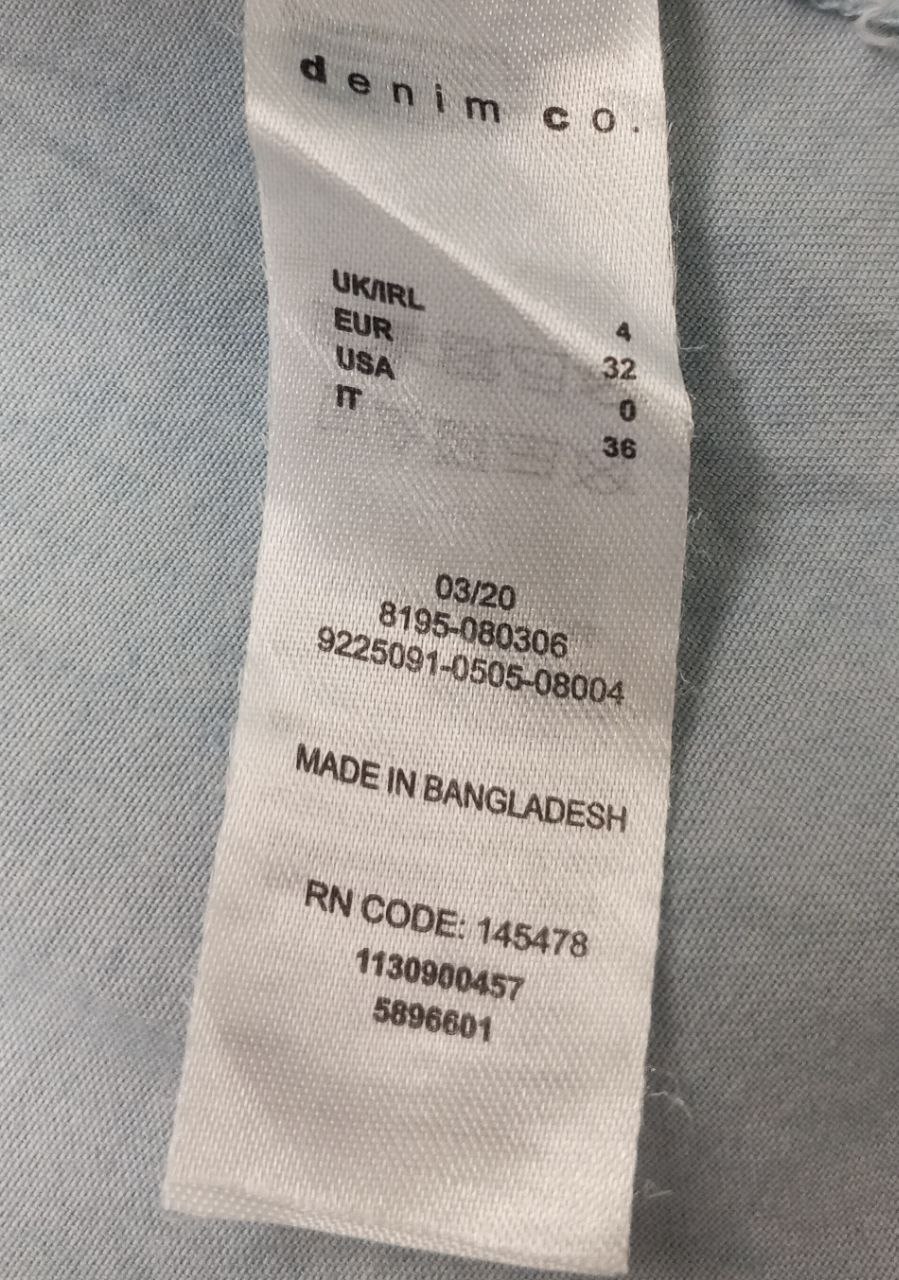 denim co.
UK/IRL 4
EUR 32
USA 0
IT 36
03/20
8195-080306
9225091-0505-08004
MADE IN BANGLADESH
RN CODE: 145478
1130900457
5896601